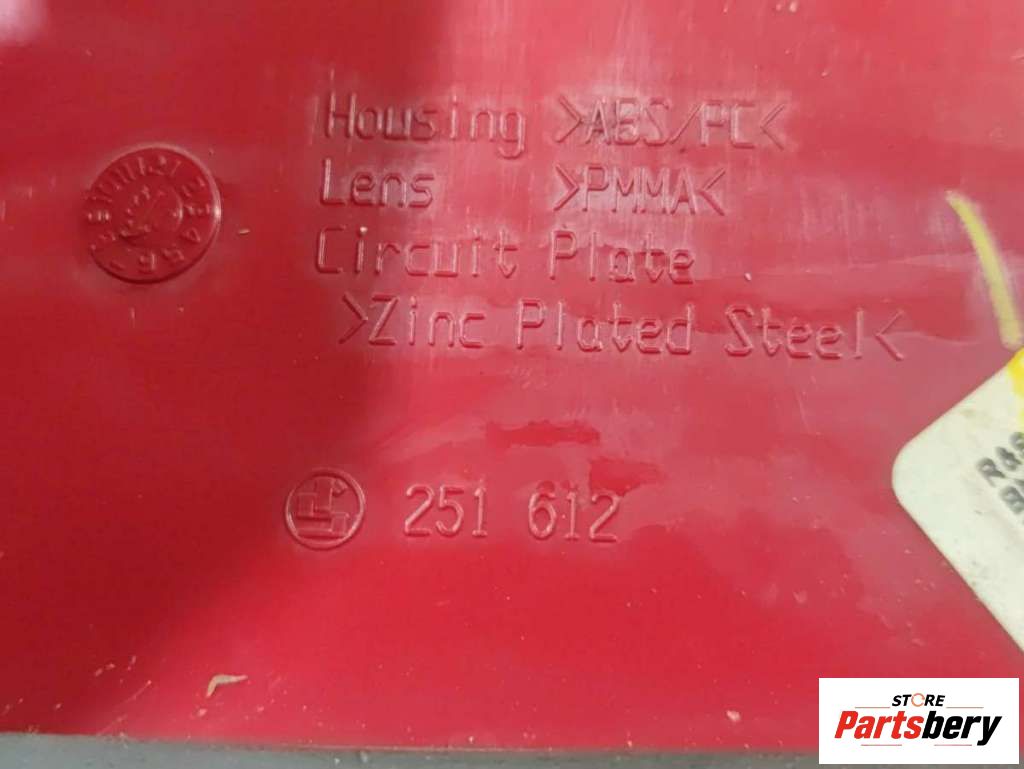 Housing >ABS/PC<
Lens >PMMA<
Circuit Plate
>Zinc Plated Steel<
251 612
STORE
Partsbery